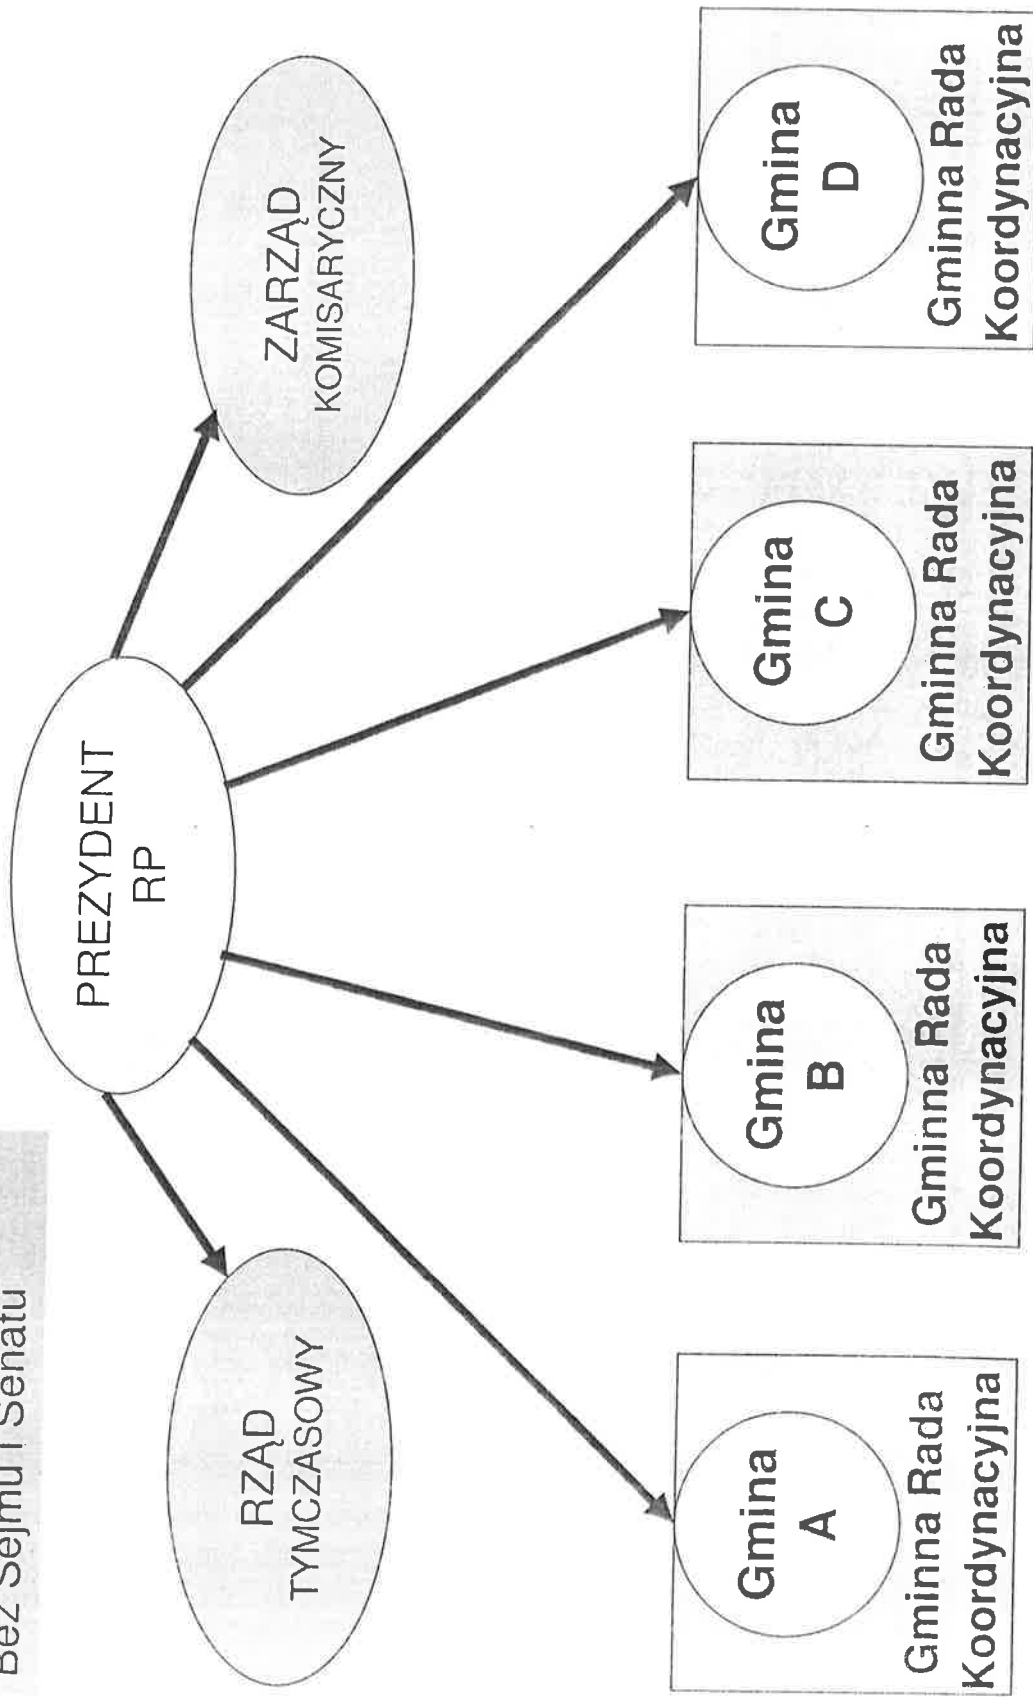 Bez Sejmu i Senatu
PREZYDENT
RP
RZĄD
TYMCZASOWY
ZARZĄD
KOMISARYCZNY
Gmina
A
Gminna Rada
Koordynacyjna
Gmina
B
Gminna Rada
Koordynacyjna
Gmina
C
Gminna Rada
Koordynacyjna
Gmina
D
Gminna Rada
Koordynacyjna